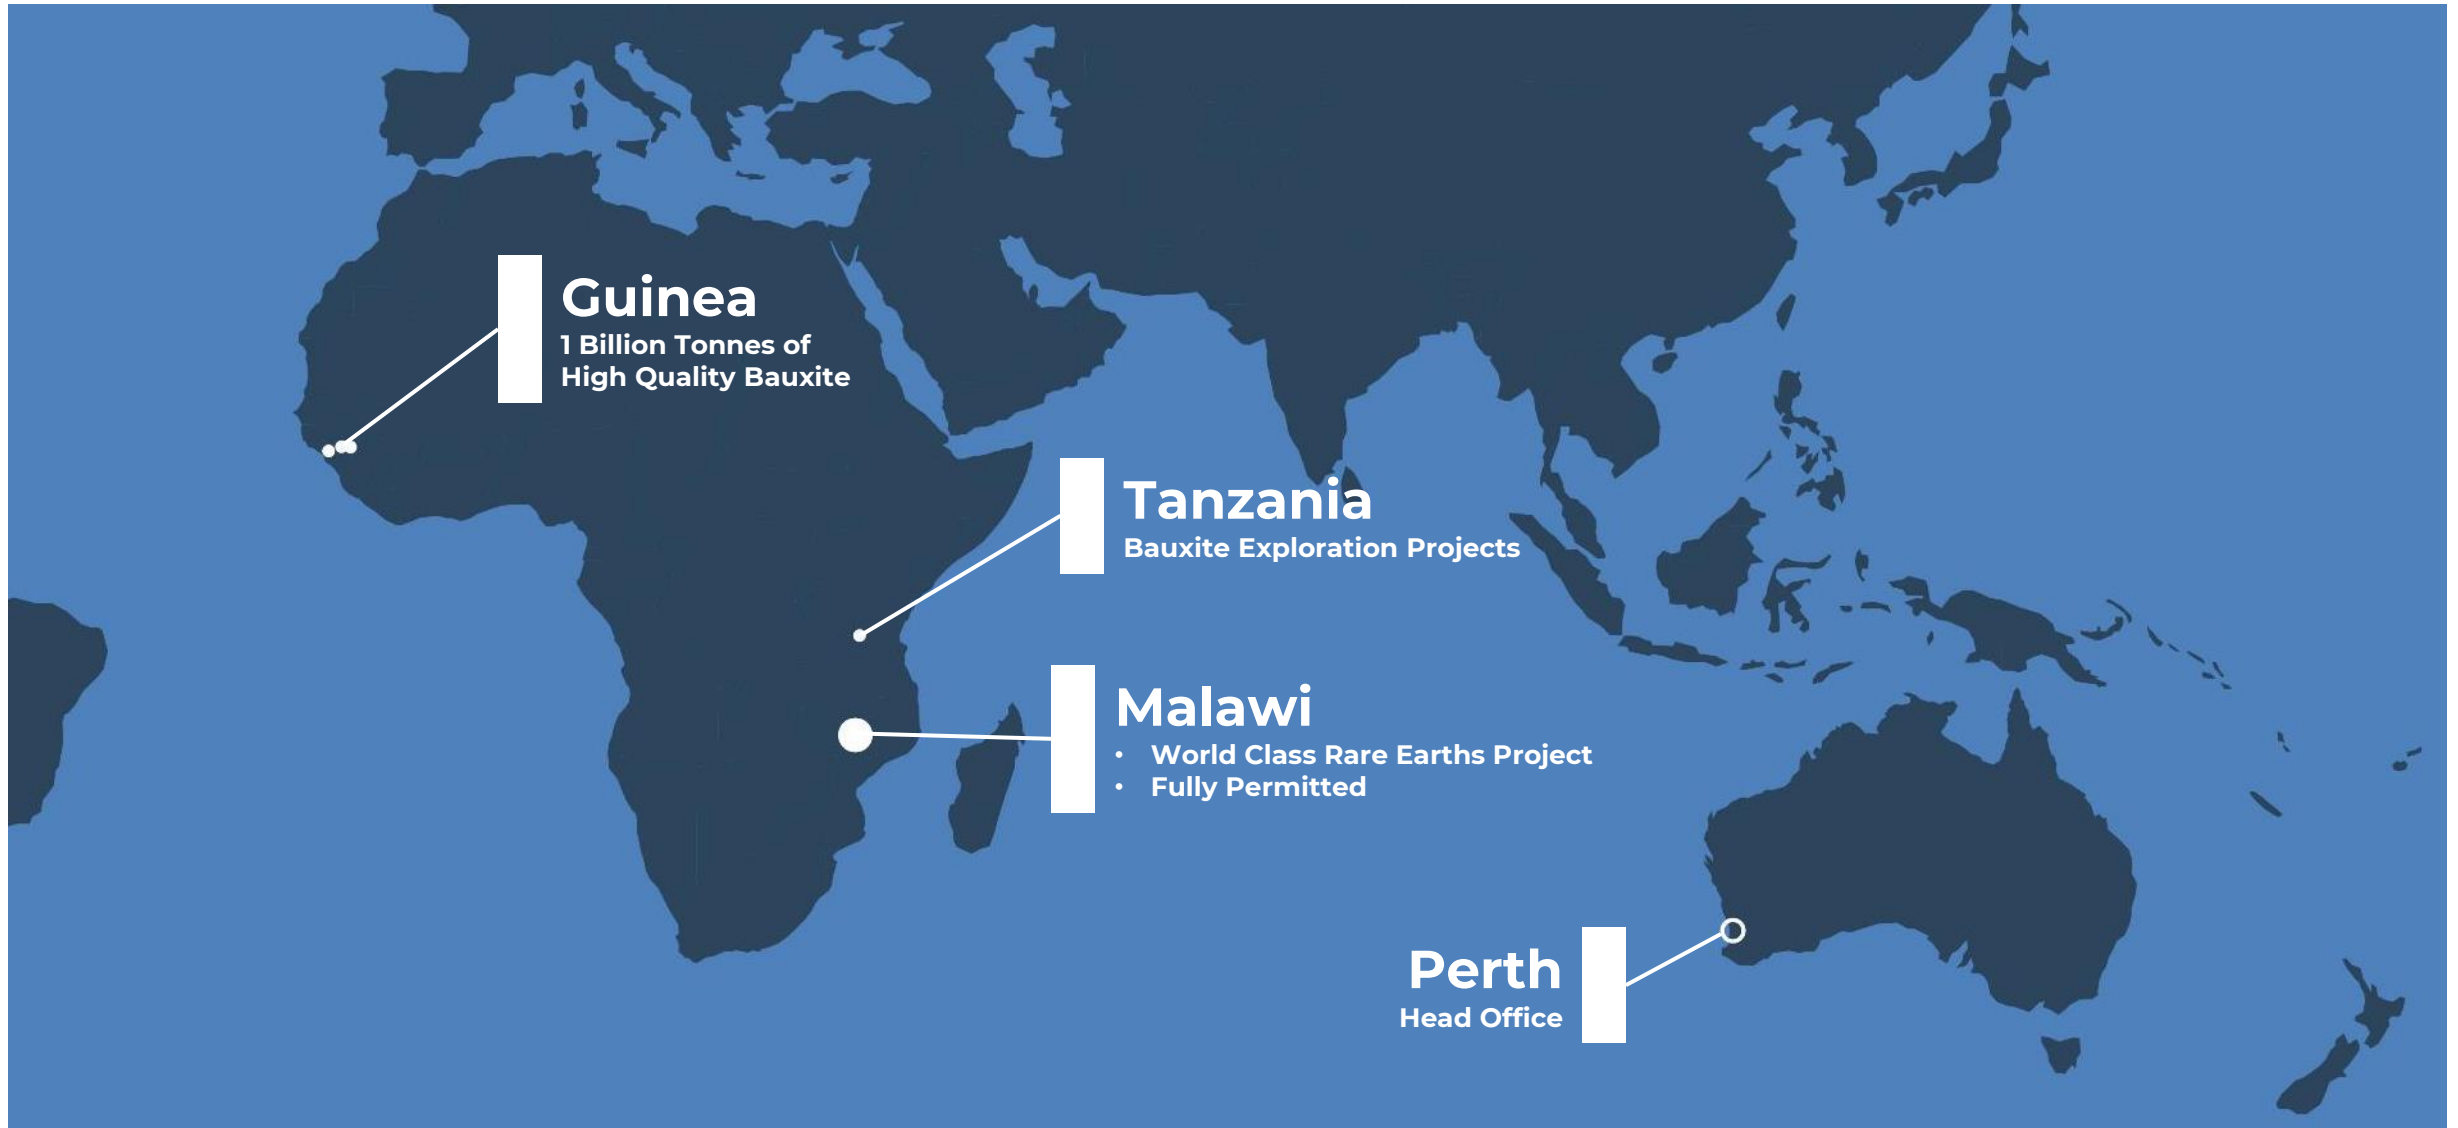 Guinea
1 Billion Tonnes of
High Quality Bauxite
Tanzania
Bauxite Exploration Projects
Malawi
• World Class Rare Earths Project
• Fully Permitted
Perth
Head Office